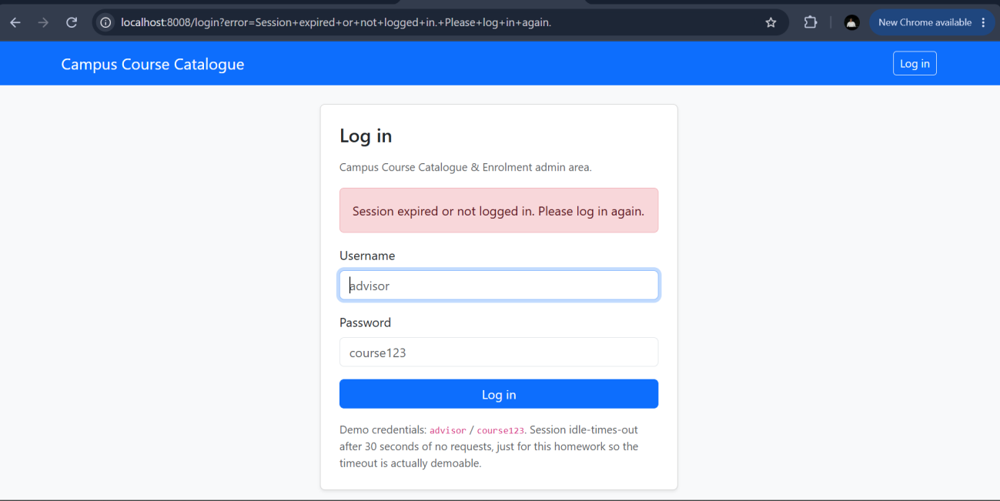 localhost:8008/login?error=Session+expired+or+not+logged+in.+Please+log+in+again.
New Chrome available
Campus Course Catalogue
Log in
Log in
Campus Course Catalogue & Enrolment admin area.
Session expired or not logged in. Please log in again.
Username
advisor
Password
course123
Log in
Demo credentials: advisor / course123. Session idle-times-out
after 30 seconds of no requests, just for this homework so the
timeout is actually demoable.